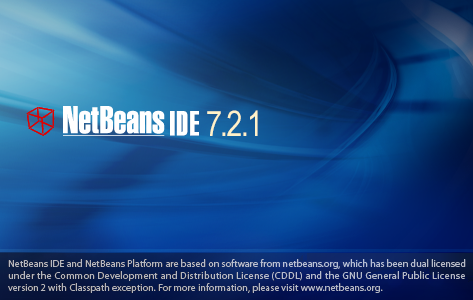 NetBeans IDE 7.2.1
NetBeans IDE and NetBeans Platform are based on software from netbeans.org, which has been dual licensed
under the Common Development and Distribution License (CDDL) and the GNU General Public License
version 2 with Classpath exception. For more information, please visit www.netbeans.org.